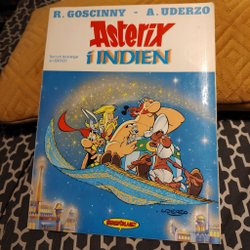 R. GOSCINNY - A. UDERZO
Asterix
i INDIEN